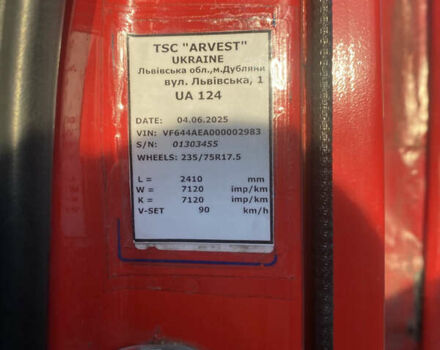 TSC "ARVEST"
UKRAINE
Львівська обл.,м.Дубляни
вул. Львівська, 1
UA 124
DATE: 04.06.2025
VIN: VF644AEA000002983
S/N: 01303455
WHEELS: 235/75R17.5
L = 2410 mm
W = 7120 imp/km
K = 7120 imp/km
V-SET 90 km/h